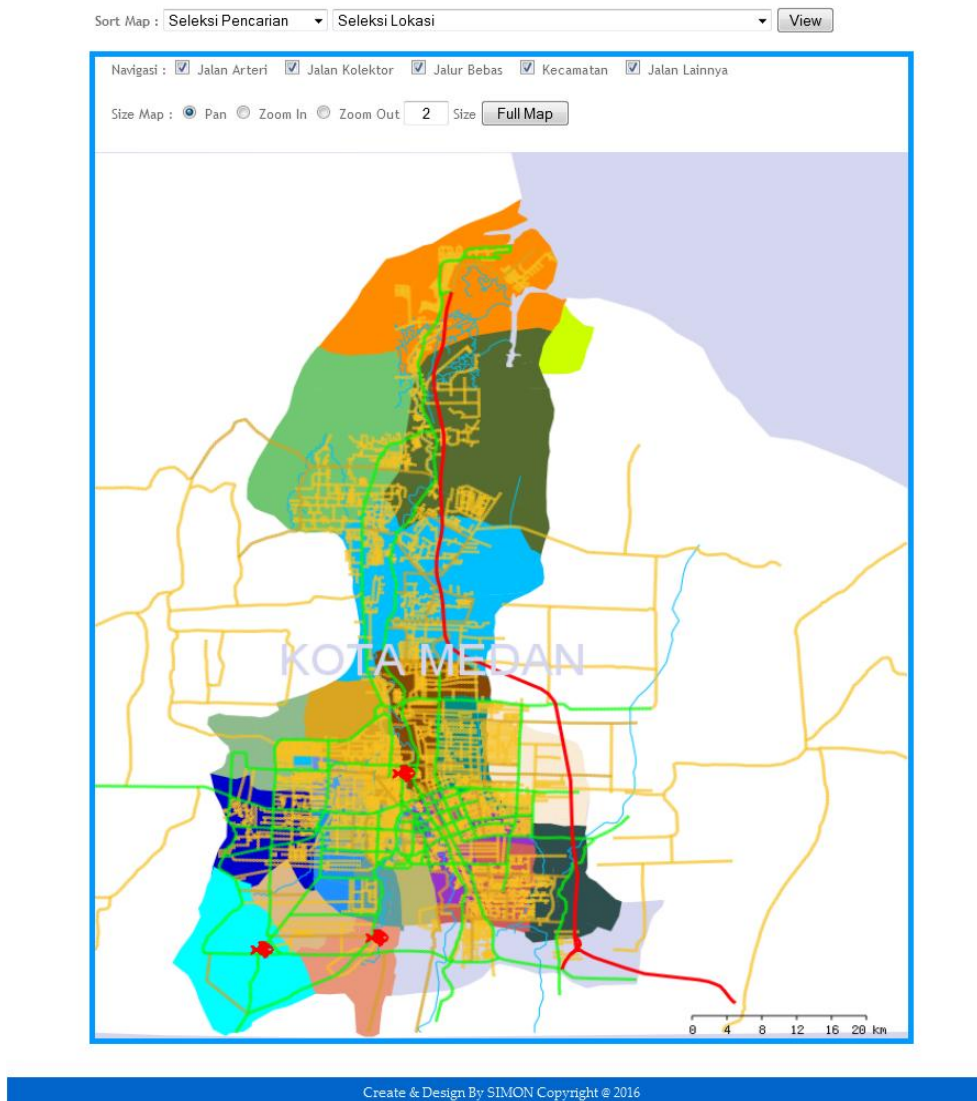 Sort Map : Seleksi Pencarian Seleksi Lokasi View
Navigasi : Jalan Arteri Jalan Kolektor Jalur Bebas Kecamatan Jalan Lainnya
Size Map : Pan Zoom In Zoom Out 2 Size Full Map
KOTA MEDAN
0 4 8 12 16 20 km
Create & Design By SIMON Copyright @ 2016